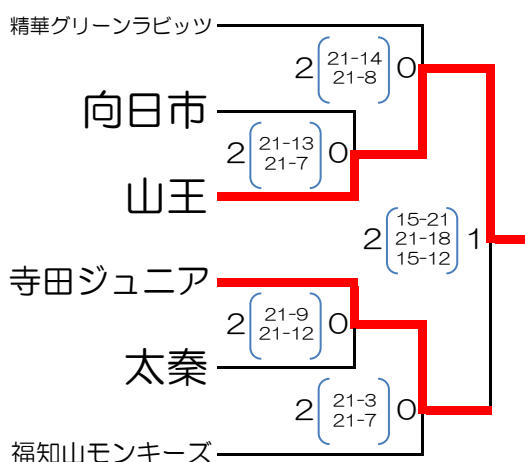 精華グリーンラビッツ
2 21-14 0
21-8
向日市
2 21-13 0
21-7
山王
2 15-21 1
21-18
15-12
寺田ジュニア
2 21-9 0
21-12
太秦
2 21-3 0
21-7
福知山モンキーズ